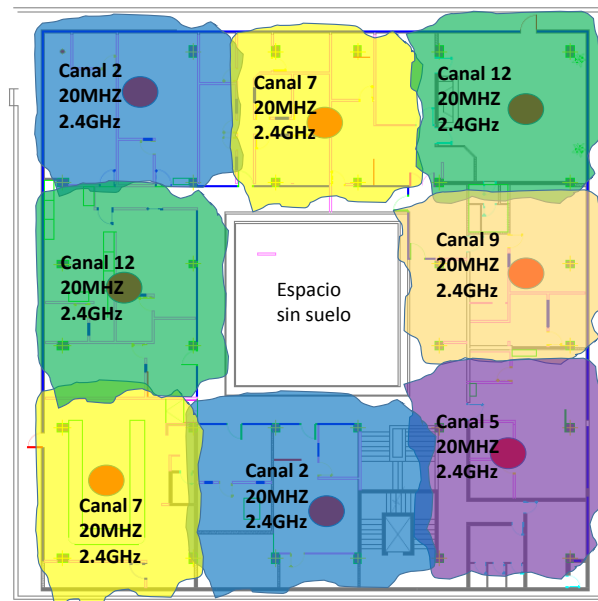 Canal 2
20MHZ
2.4GHz
Canal 7
20MHZ
2.4GHz
Canal 12
20MHZ
2.4GHz
Canal 12
20MHZ
2.4GHz
Espacio
sin suelo
Canal 9
20MHZ
2.4GHz
Canal 7
20MHZ
2.4GHz
Canal 2
20MHZ
2.4GHz
Canal 5
20MHZ
2.4GHz